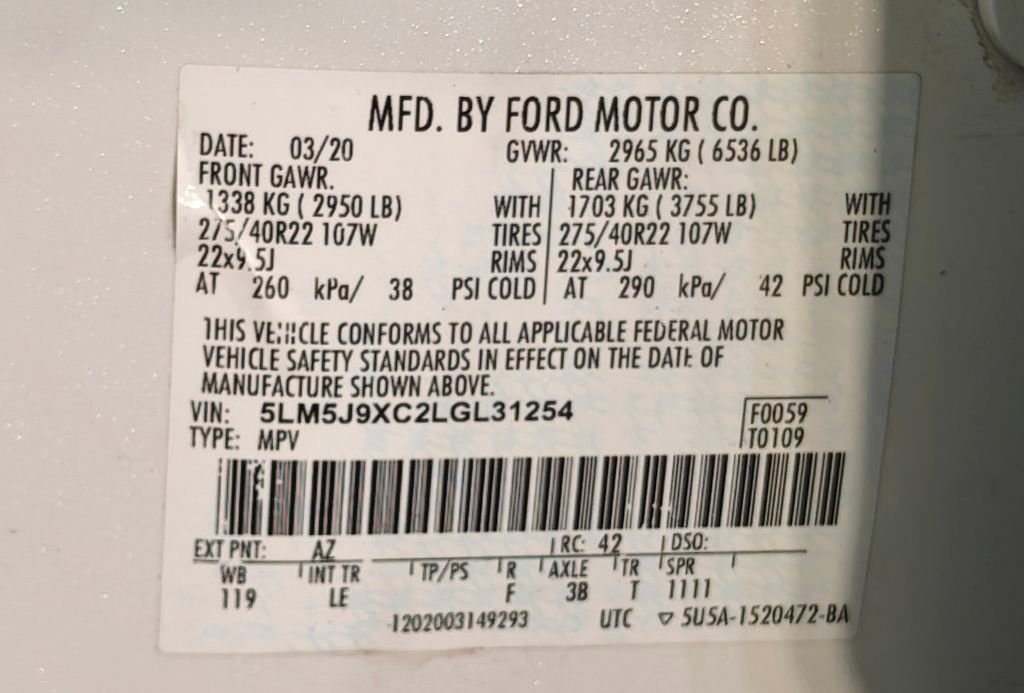 MFD. BY FORD MOTOR CO.
DATE: 03/20 GVWR: 2965 KG ( 6536 LB)
FRONT GAWR. REAR GAWR:
1338 KG ( 2950 LB) WITH 1703 KG ( 3755 LB) WITH
275/40R22 107W TIRES 275/40R22 107W TIRES
22x9.5J RIMS 22x9.5J RIMS
AT 260 kPa/ 38 PSI COLD AT 290 kPa/ 42 PSI COLD
THIS VEHICLE CONFORMS TO ALL APPLICABLE FEDERAL MOTOR
VEHICLE SAFETY STANDARDS IN EFFECT ON THE DATE OF
MANUFACTURE SHOWN ABOVE.
VIN: 5LM5J9XC2LGL31254 F0059
TYPE: MPV T0109
EXT PNT: AZ RC: 42 DSO:
WB INT TR TP/PS R AXLE TR SPR
119 LE F 3B T 1111
1202003149293 UTC ▽ 5U5A-1520472-BA